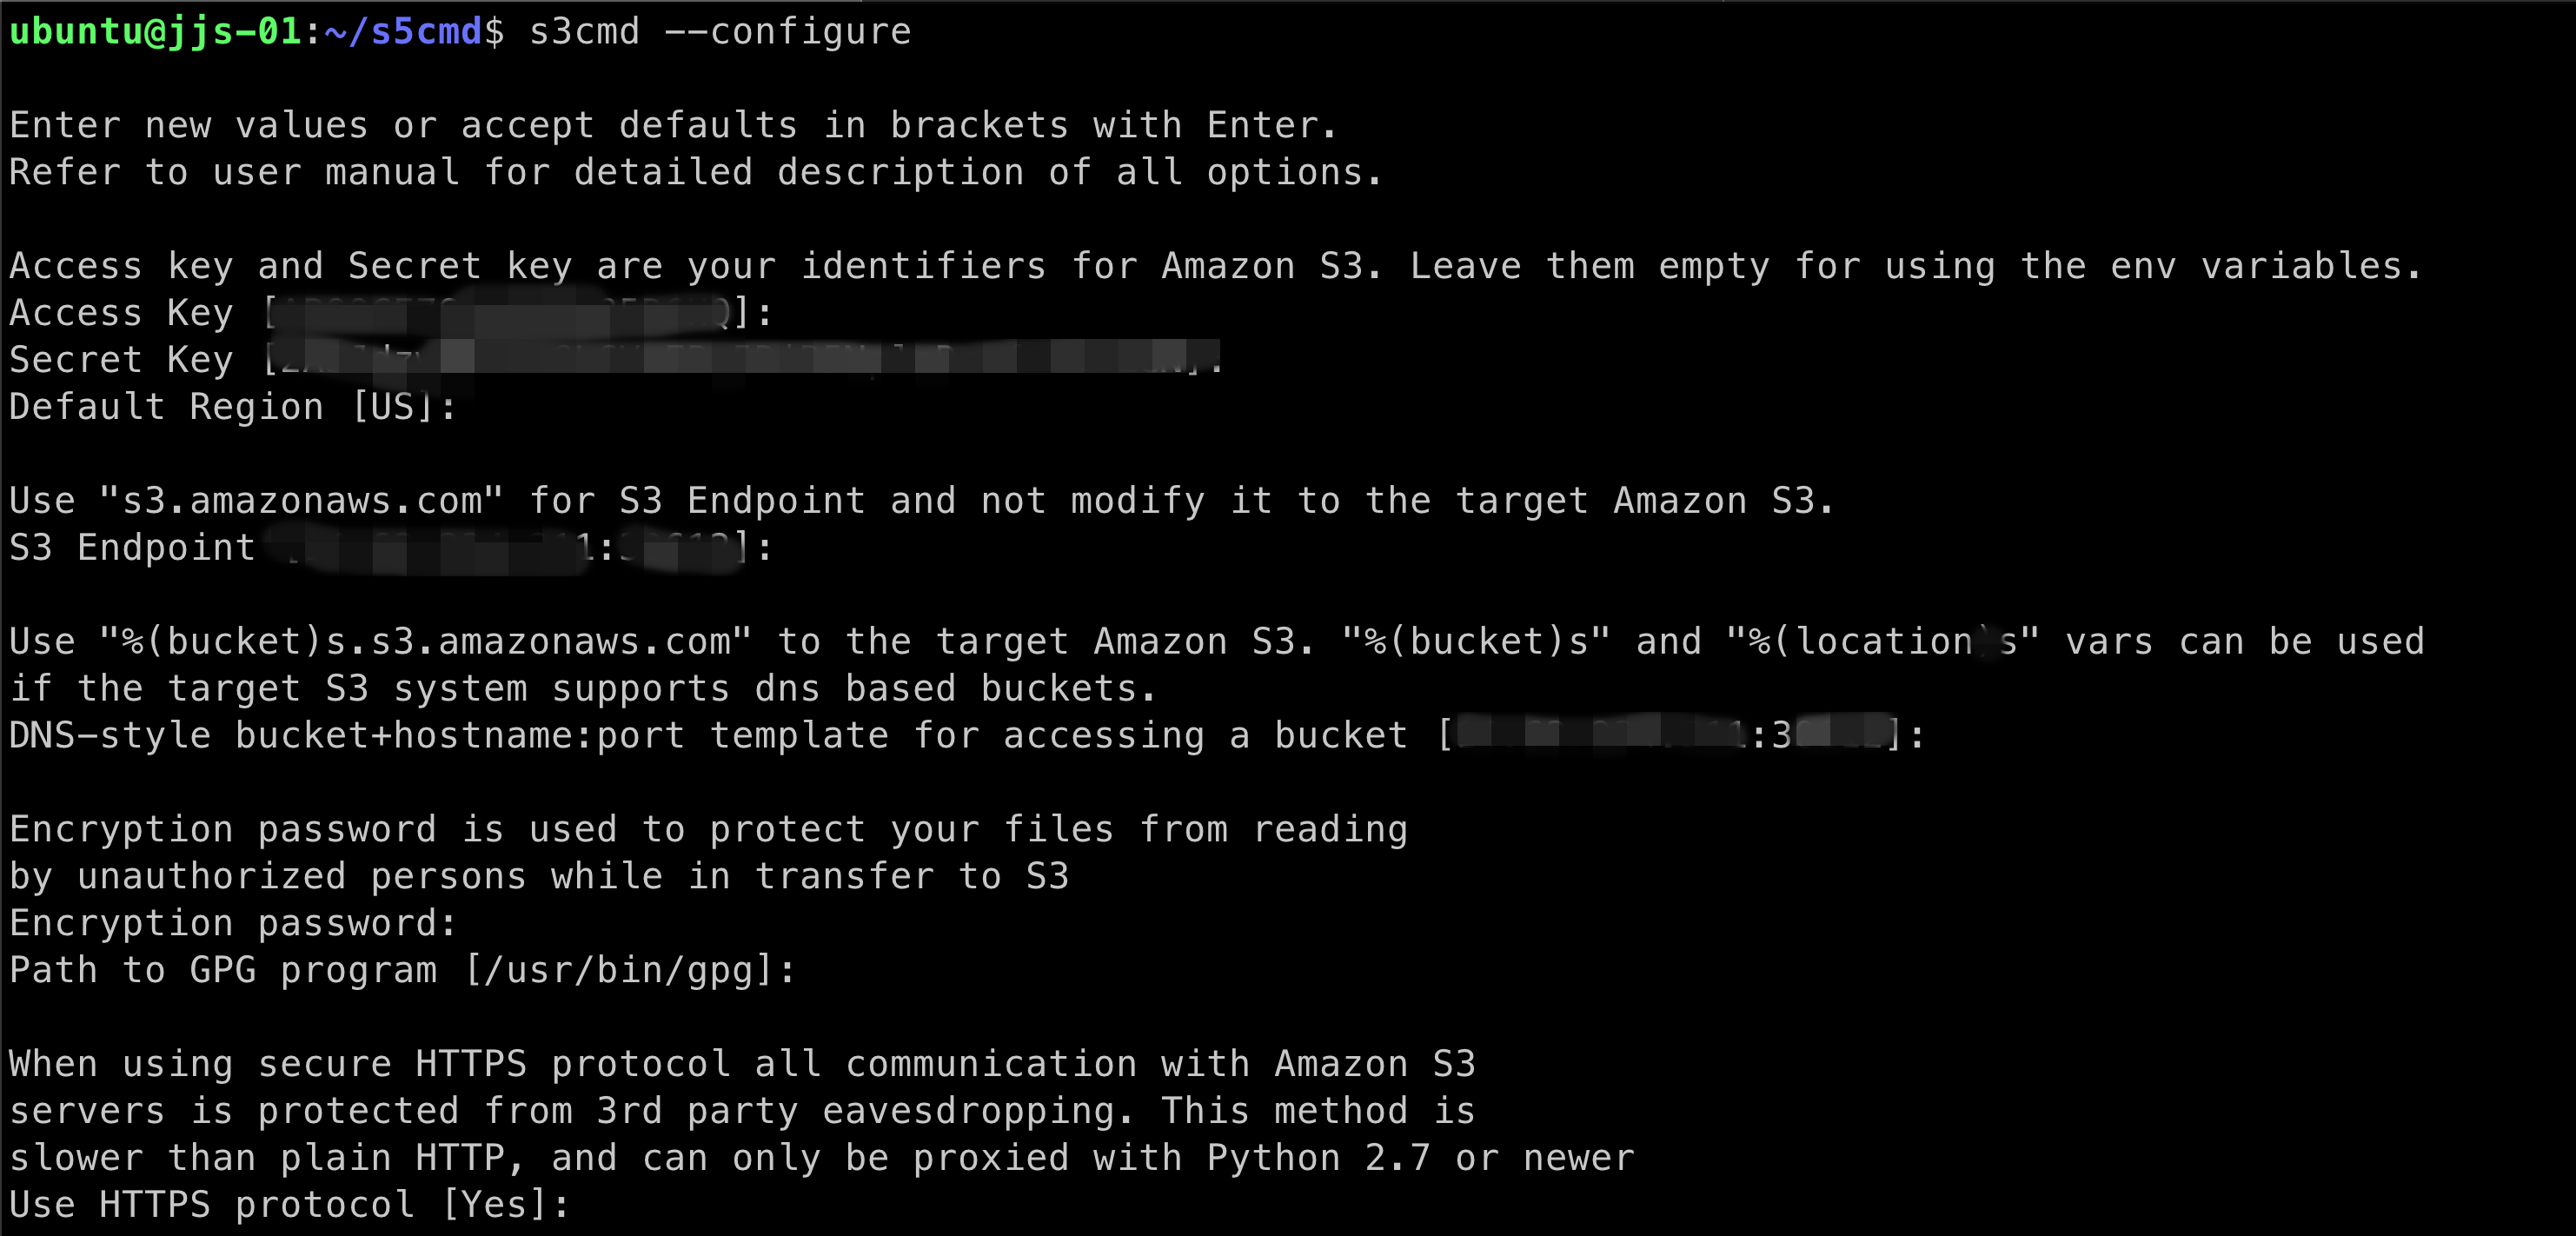 ubuntu@jjs-01:~/s5cmd$ s3cmd --configure
Enter new values or accept defaults in brackets with Enter.
Refer to user manual for detailed description of all options.
Access key and Secret key are your identifiers for Amazon S3. Leave them empty for using the env variables.
Access Key [ ]:
Secret Key [
Default Region [US]:
Use "s3.amazonaws.com" for S3 Endpoint and not modify it to the target Amazon S3.
S3 Endpoint ]:
Use "%(bucket)s.s3.amazonaws.com" to the target Amazon S3. "%(bucket)s" and "%(location)s" vars can be used
if the target S3 system supports dns based buckets.
DNS-style bucket+hostname:port template for accessing a bucket [ ]:
Encryption password is used to protect your files from reading
by unauthorized persons while in transfer to S3
Encryption password:
Path to GPG program [/usr/bin/gpg]:
When using secure HTTPS protocol all communication with Amazon S3
servers is protected from 3rd party eavesdropping. This method is
slower than plain HTTP, and can only be proxied with Python 2.7 or newer
Use HTTPS protocol [Yes]: